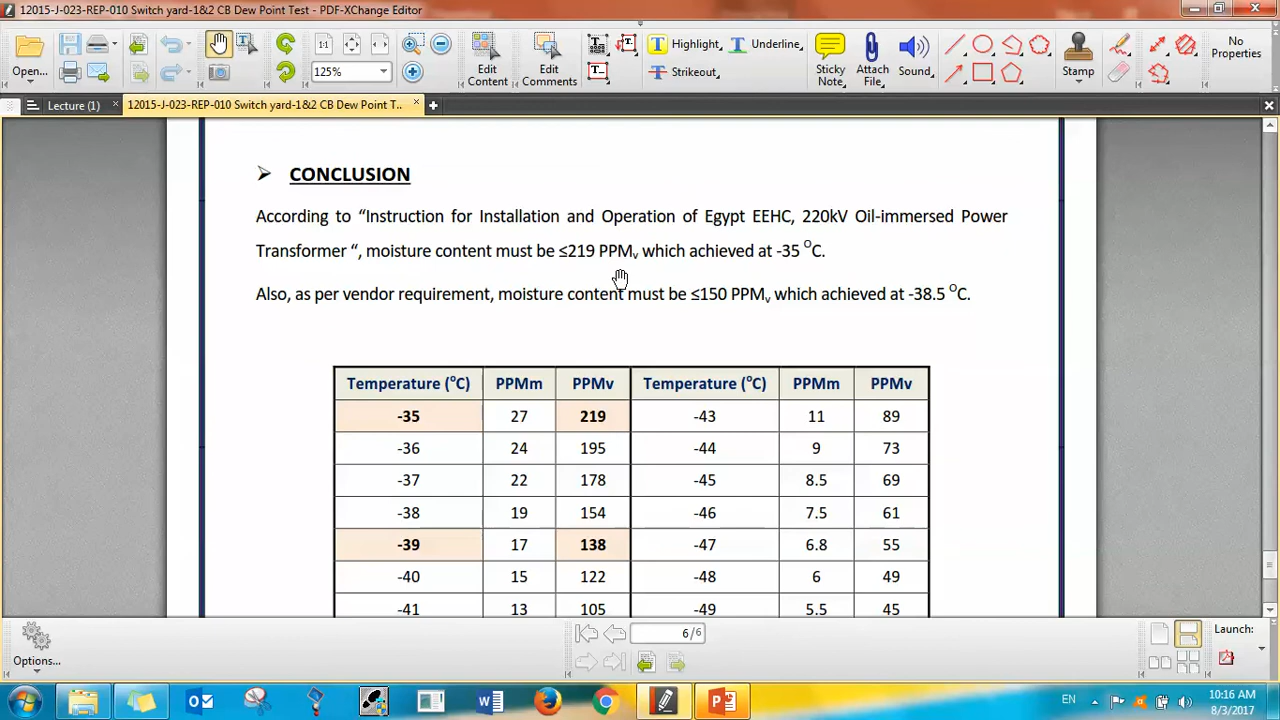 12015-J-023-REP-010 Switch yard-1&2 CB Dew Point Test - PDF-XChange Editor
Open...
125%
Edit Content
Edit Comments
Highlight
Strikeout
Underline
Sticky Note
Attach File
Sound
Stamp
No Properties
Lecture (1)
12015-J-023-REP-010 Switch yard-1&2 CB Dew Point T..
CONCLUSION
According to “Instruction for Installation and Operation of Egypt EEHC, 220kV Oil-immersed Power
Transformer “, moisture content must be ≤219 PPMv which achieved at -35 ᴼC.
Also, as per vendor requirement, moisture content must be ≤150 PPMv which achieved at -38.5 ᴼC.
Temperature (ᴼC) PPMm PPMv Temperature (ᴼC) PPMm PPMv
-35 27 219 -43 11 89
-36 24 195 -44 9 73
-37 22 178 -45 8.5 69
-38 19 154 -46 7.5 61
-39 17 138 -47 6.8 55
-40 15 122 -48 6 49
-41 13 105 -49 5.5 45
Options...
6/6
Launch:
EN
10:16 AM
8/3/2017